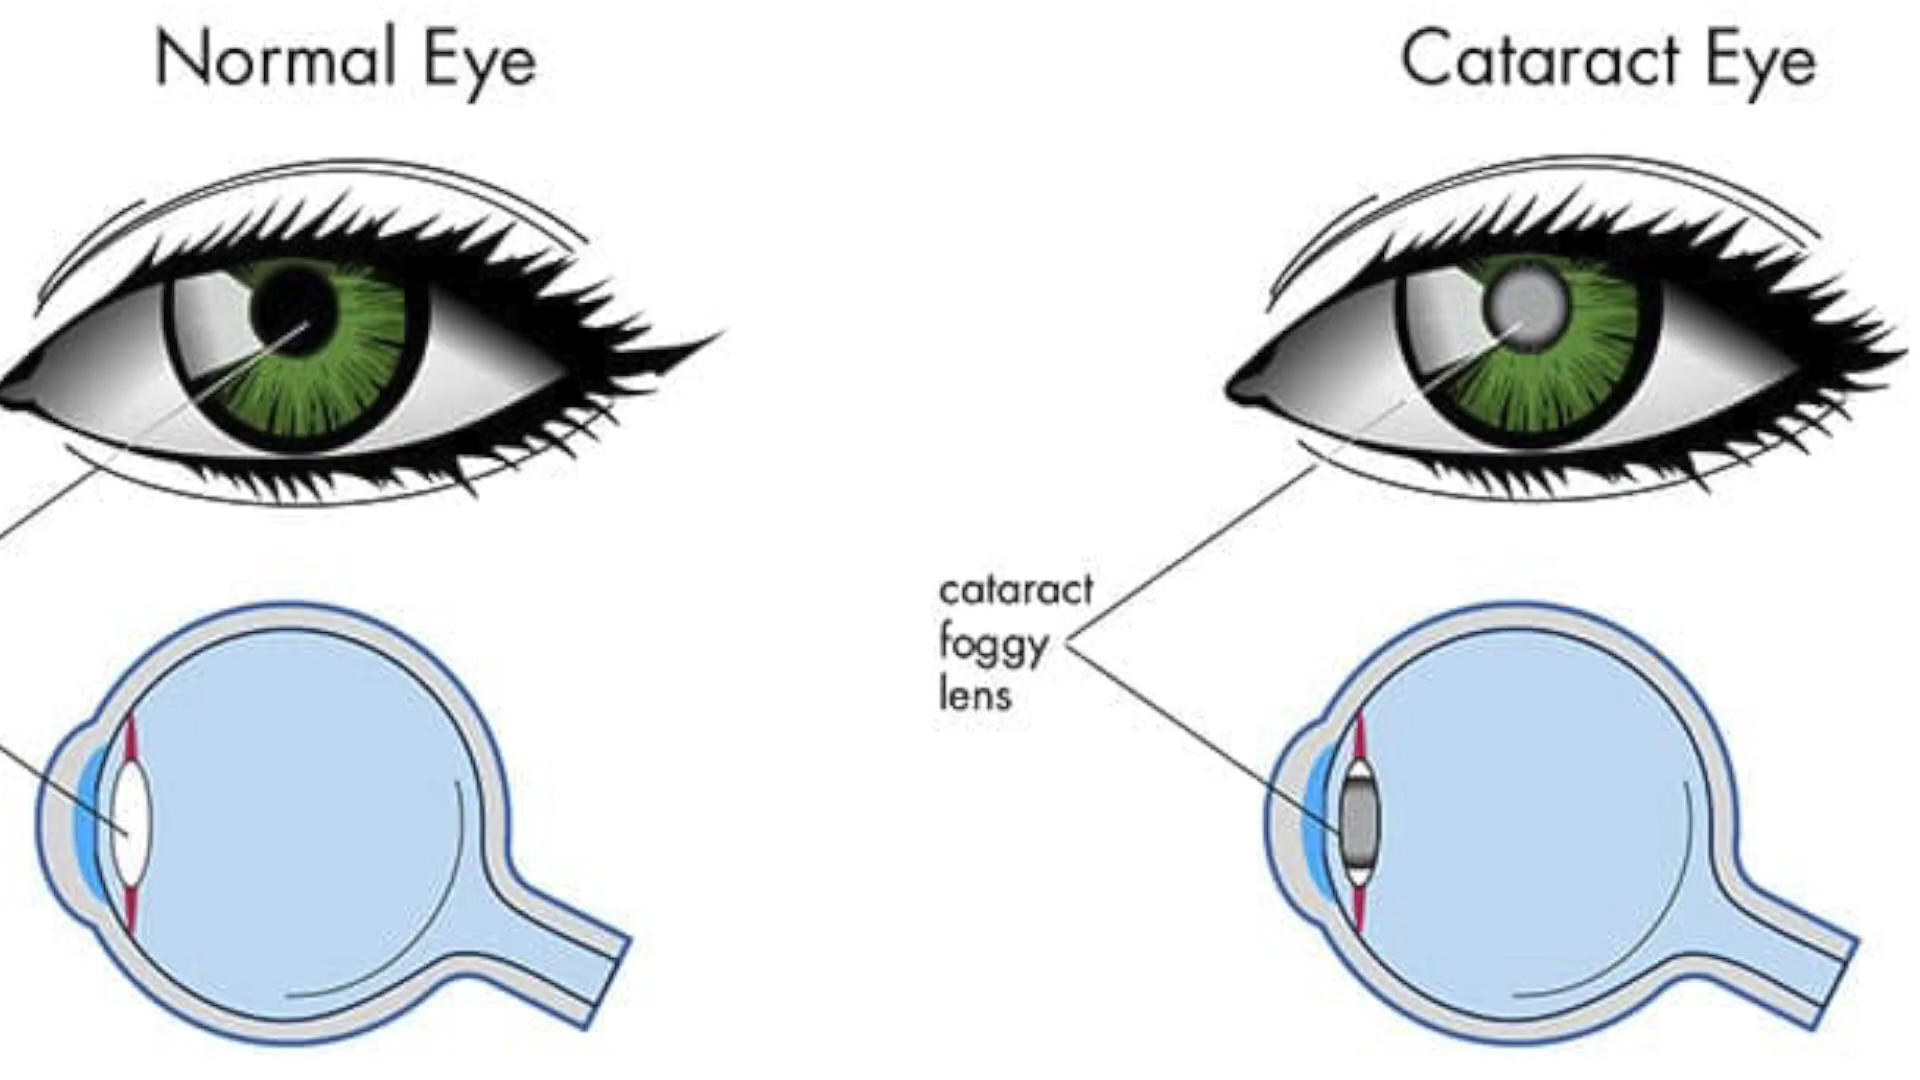 Normal Eye
Cataract Eye
cataract
foggy
lens